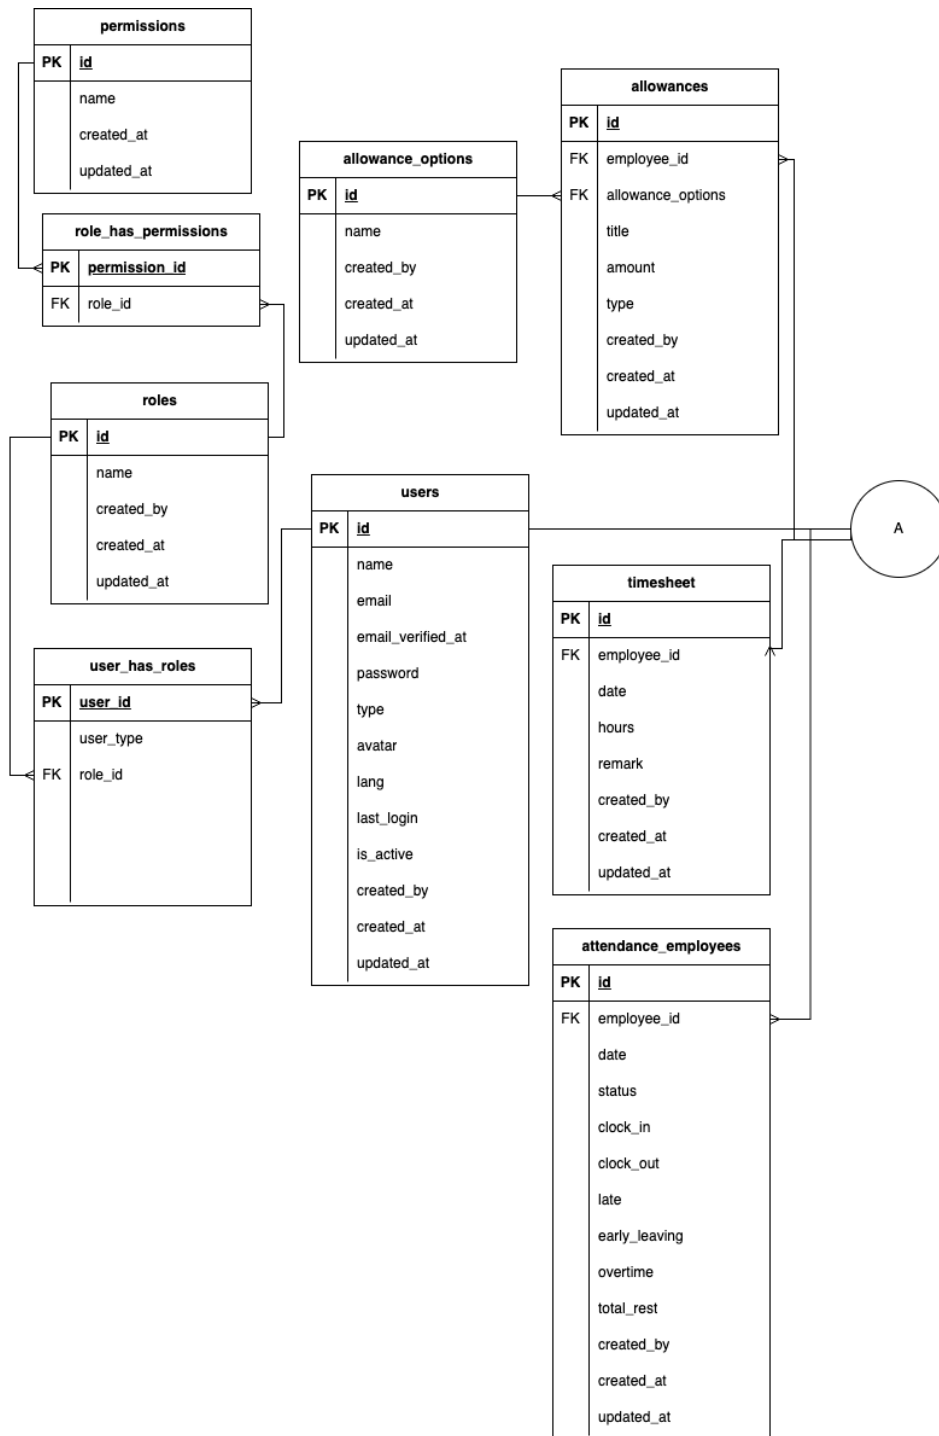 permissions
PK id
name
created_at
updated_at
role_has_permissions
PK permission_id
FK role_id
roles
PK id
name
created_by
created_at
updated_at
user_has_roles
PK user_id
user_type
FK role_id
allowance_options
PK id
name
created_by
created_at
updated_at
users
PK id
name
email
email_verified_at
password
type
avatar
lang
last_login
is_active
created_by
created_at
updated_at
allowances
PK id
FK employee_id
FK allowance_options
title
amount
type
created_by
created_at
updated_at
A
timesheet
PK id
FK employee_id
date
hours
remark
created_by
created_at
updated_at
attendance_employees
PK id
FK employee_id
date
status
clock_in
clock_out
late
early_leaving
overtime
total_rest
created_by
created_at
updated_at